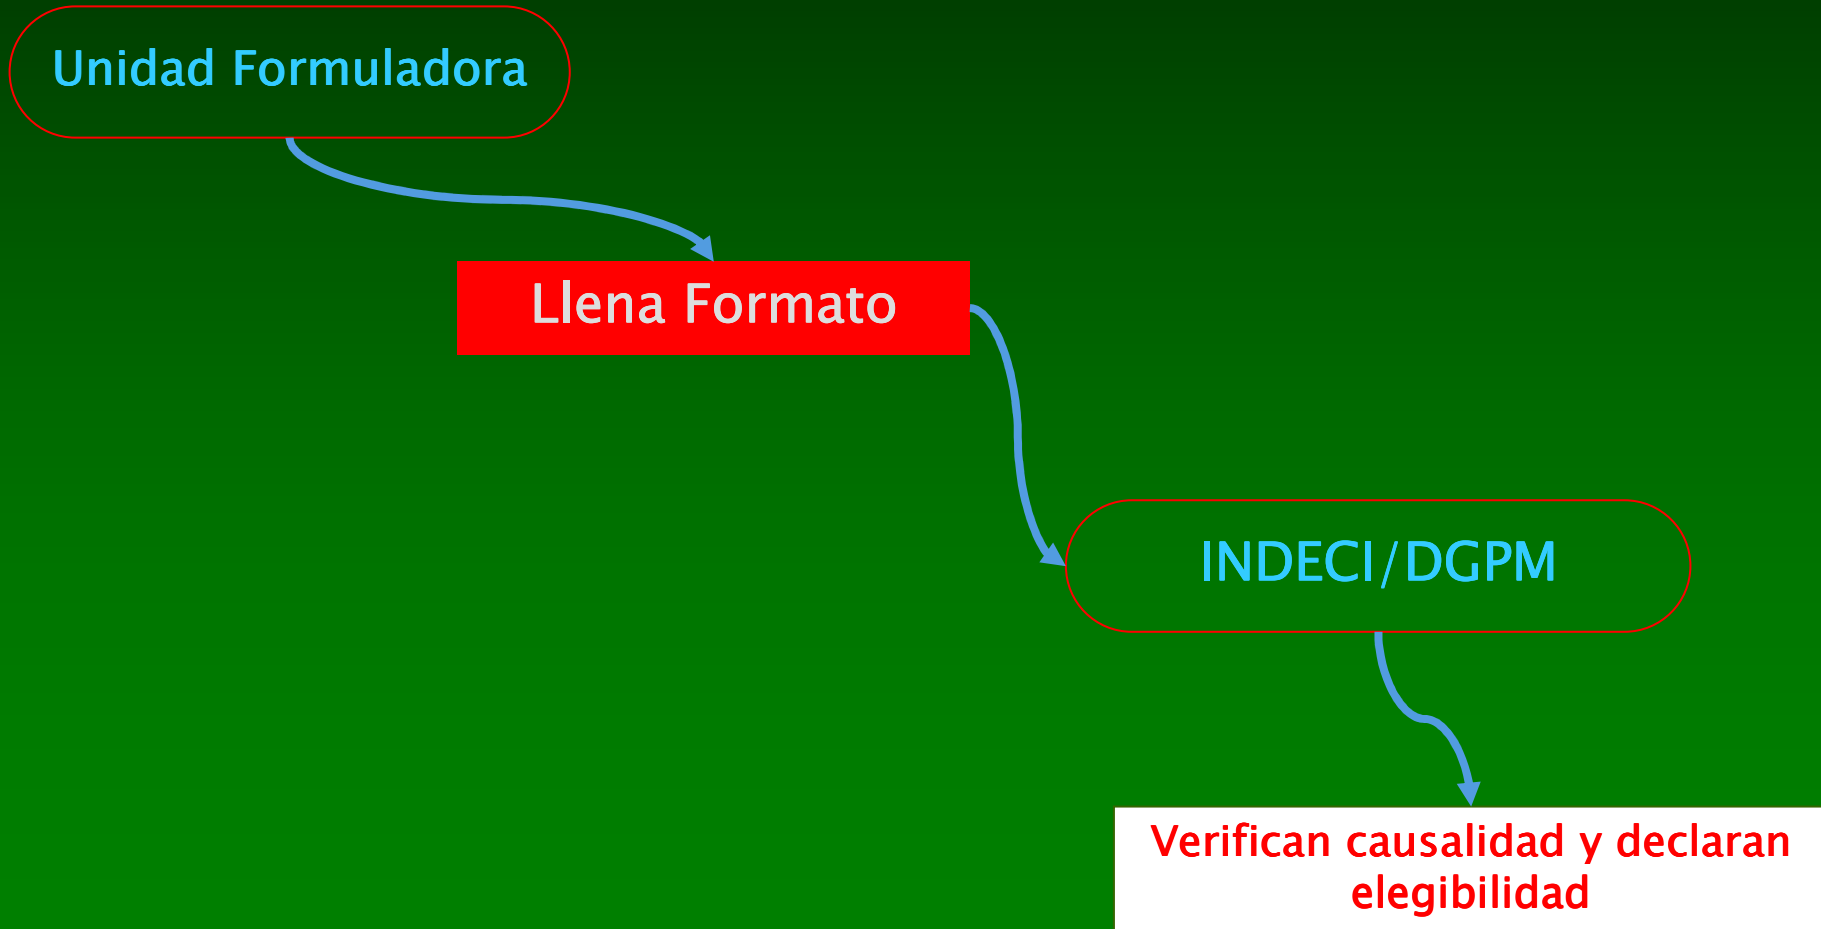 Unidad Formuladora
Llena Formato
INDECI/DGPM
Verifican causalidad y declaran
elegibilidad